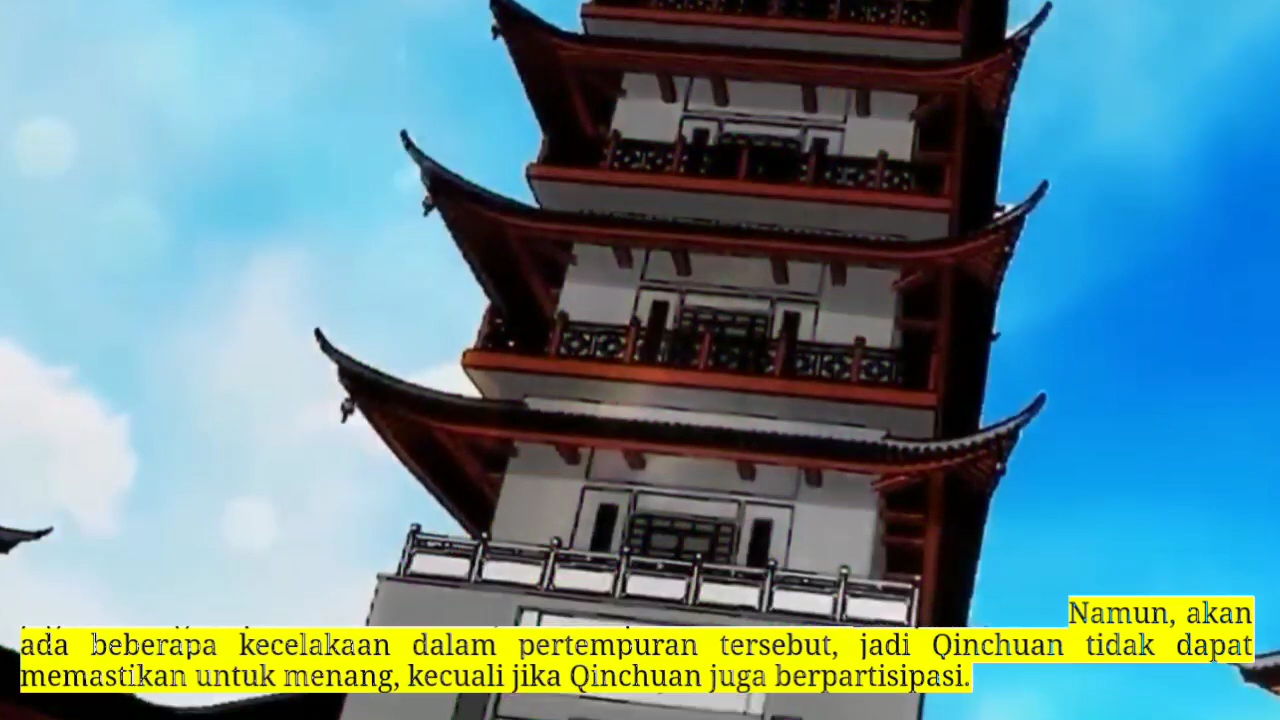 Namun, akan
ada beberapa kecelakaan dalam pertempuran tersebut, jadi Qinchuan tidak dapat
memastikan untuk menang, kecuali jika Qinchuan juga berpartisipasi.